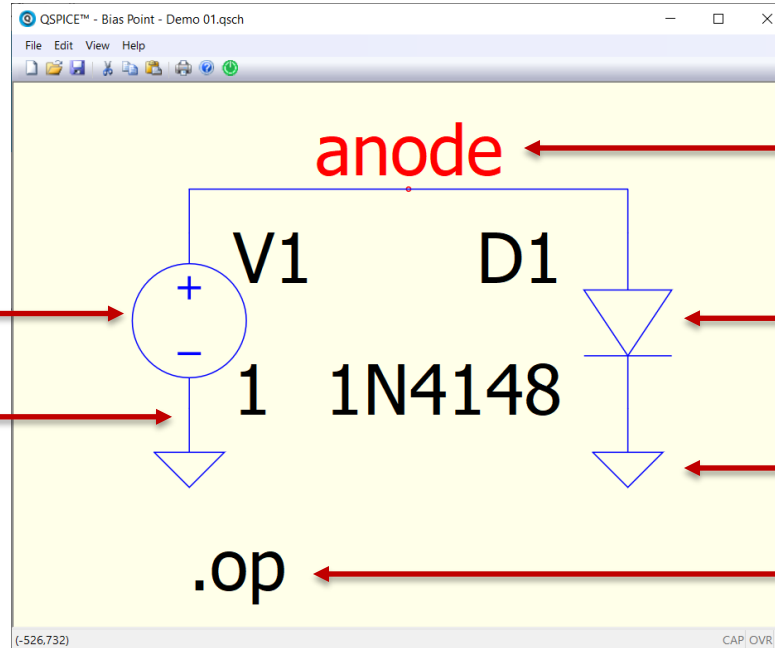 QSPICE™ - Bias Point - Demo 01.qsch
File Edit View Help
anode
V1 D1
+
−
1 1N4148
.op
(-526,732) CAP OVR